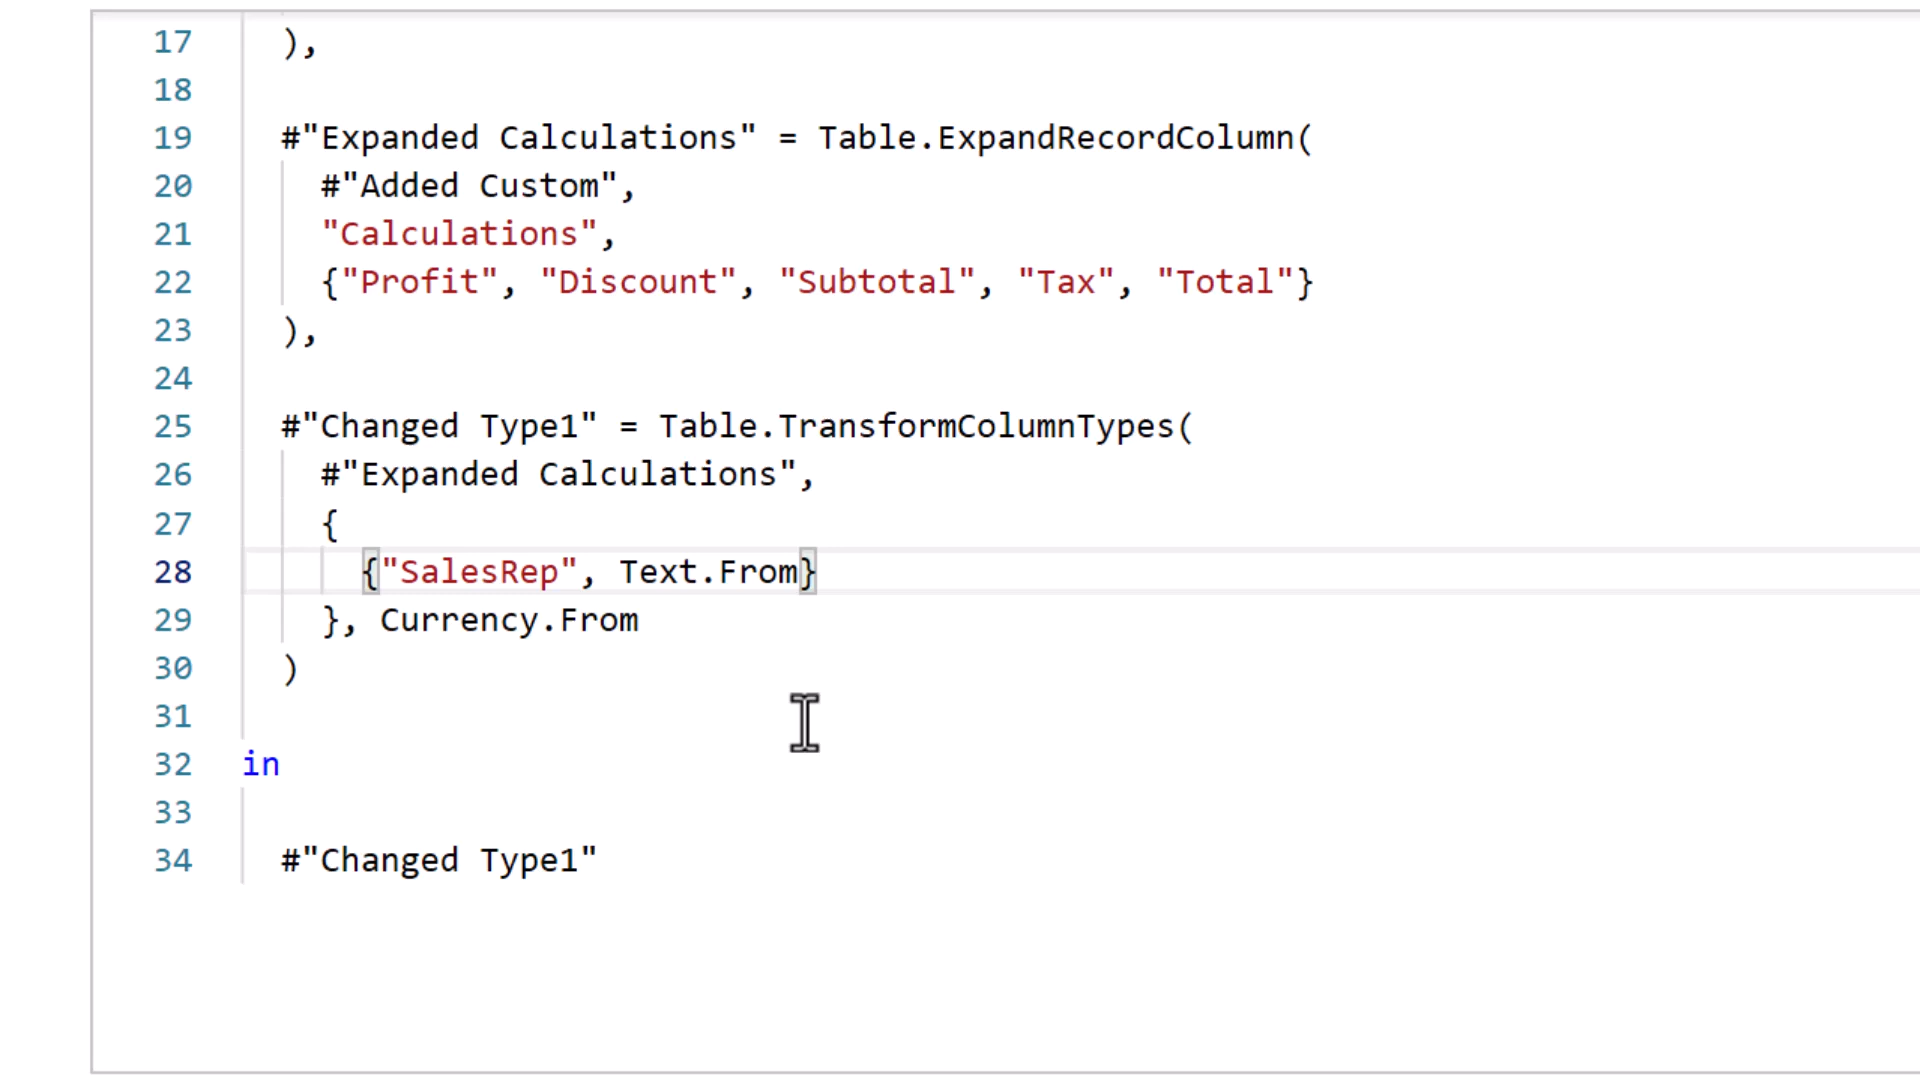 17 ),
18
19 #"Expanded Calculations" = Table.ExpandRecordColumn(
20 #"Added Custom",
21 "Calculations",
22 {"Profit", "Discount", "Subtotal", "Tax", "Total"}
23 ),
24
25 #"Changed Type1" = Table.TransformColumnTypes(
26 #"Expanded Calculations",
27 {
28 {"SalesRep", Text.From}
29 }, Currency.From
30 )
31
32 in
33
34 #"Changed Type1"